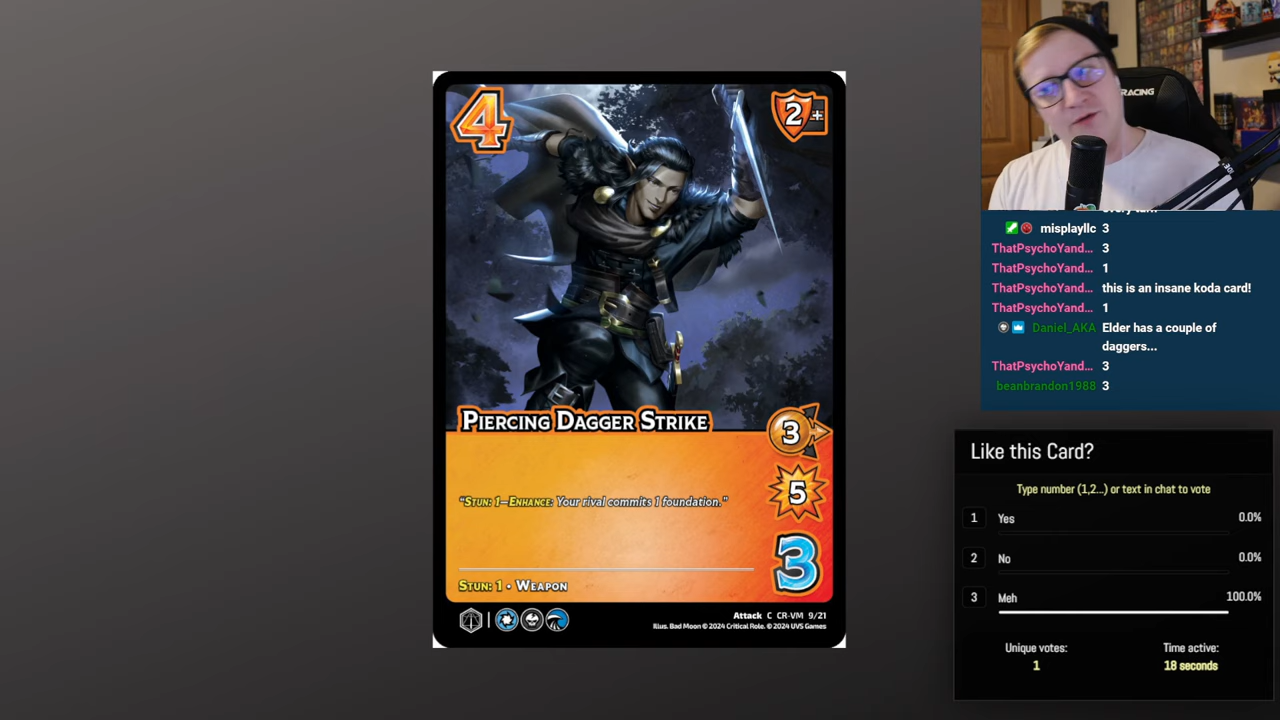 4
2 +
PIERCING DAGGER STRIKE
3
5
"STUN: 1—ENHANCE: Your rival commits 1 foundation."
3
STUN: 1 • WEAPON
Attack C CR-VM 9/21
Illus. Bad Moon © 2024 Critical Role. © 2024 UVS Games
RACING
misplayllc 3
ThatPsychoYand... 3
ThatPsychoYand... 1
ThatPsychoYand... this is an insane koda card!
ThatPsychoYand... 1
Daniel_AKA Elder has a couple of
daggers...
ThatPsychoYand... 3
beanbrandon1988 3
Like this Card?
Type number (1,2...) or text in chat to vote
1 Yes 0.0%
2 No 0.0%
3 Meh 100.0%
Unique votes: Time active:
1 18 seconds